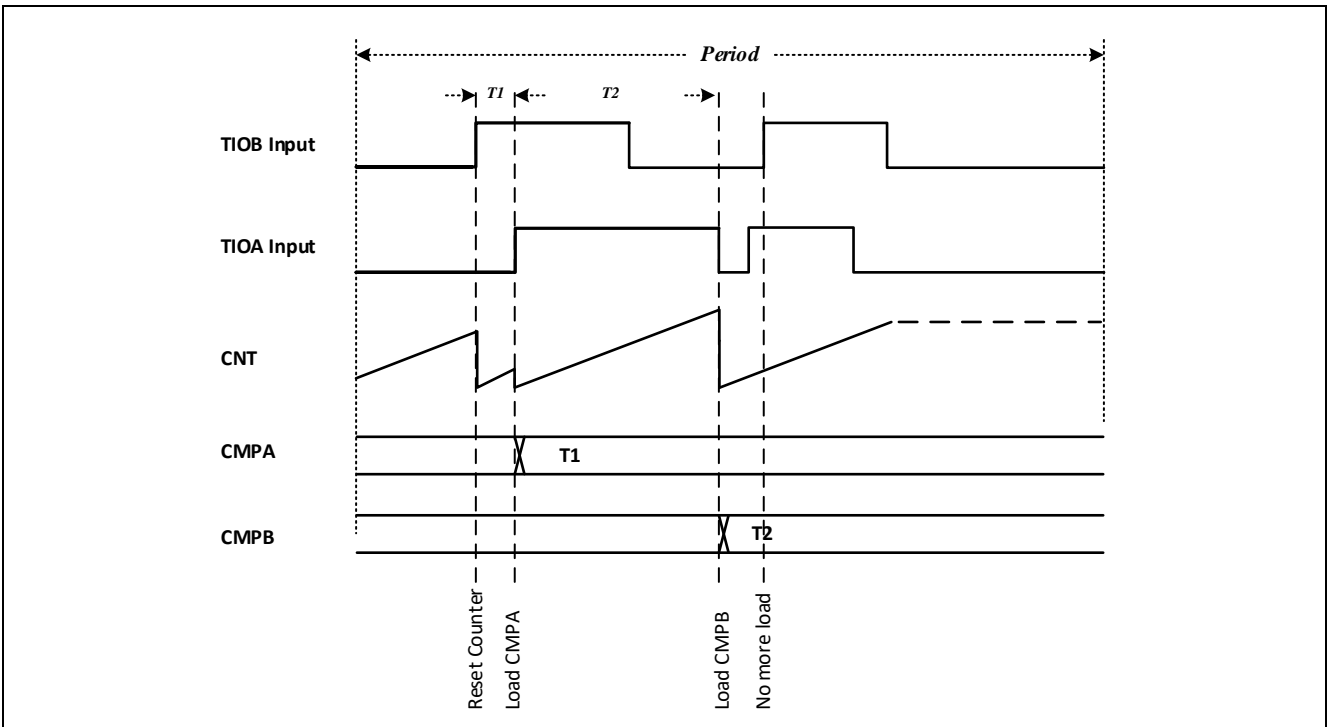 Period
T1
T2
TIOB Input
TIOA Input
CNT
CMPA
T1
CMPB
T2
Reset Counter
Load CMPA
Load CMPB
No more load